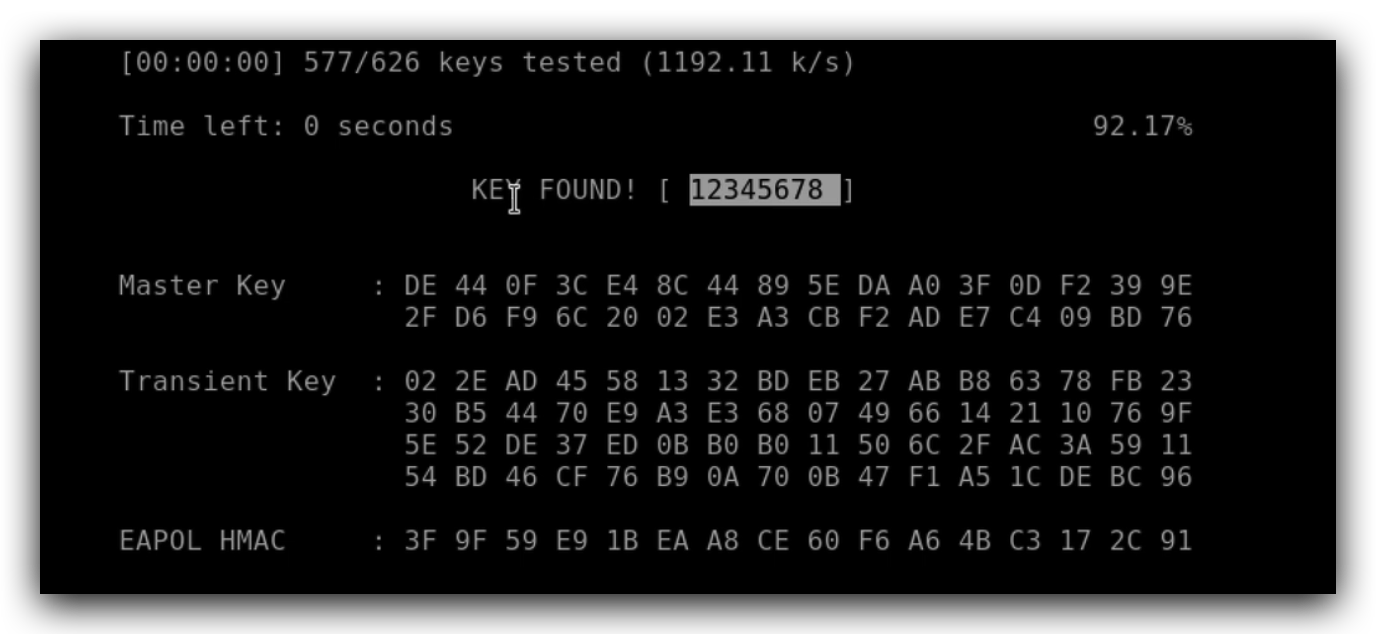 [00:00:00] 577/626 keys tested (1192.11 k/s)
Time left: 0 seconds 92.17%
KEY FOUND! [ 12345678 ]
Master Key : DE 44 0F 3C E4 8C 44 89 5E DA A0 3F 0D F2 39 9E
2F D6 F9 6C 20 02 E3 A3 CB F2 AD E7 C4 09 BD 76
Transient Key : 02 2E AD 45 58 13 32 BD EB 27 AB B8 63 78 FB 23
30 B5 44 70 E9 A3 E3 68 07 49 66 14 21 10 76 9F
5E 52 DE 37 ED 0B B0 B0 11 50 6C 2F AC 3A 59 11
54 BD 46 CF 76 B9 0A 70 0B 47 F1 A5 1C DE BC 96
EAPOL HMAC : 3F 9F 59 E9 1B EA A8 CE 60 F6 A6 4B C3 17 2C 91